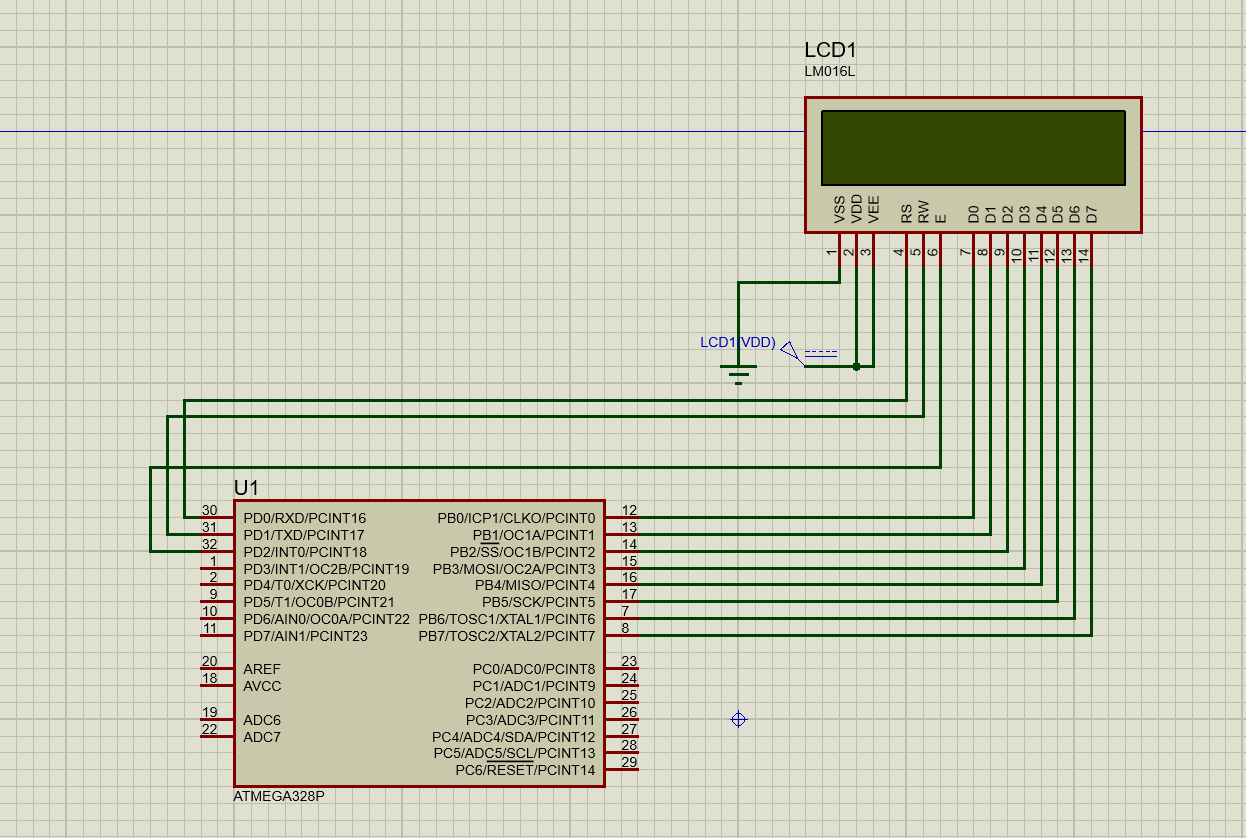 LCD1
LM016L
VSS VDD VEE RS RW E D0 D1 D2 D3 D4 D5 D6 D7
1 2 3 4 5 6 7 8 9 10 11 12 13 14
LCD1(VDD)
U1
30 PD0/RXD/PCINT16 PB0/ICP1/CLKO/PCINT0 12
31 PD1/TXD/PCINT17 PB1/OC1A/PCINT1 13
32 PD2/INT0/PCINT18 PB2/SS/OC1B/PCINT2 14
1 PD3/INT1/OC2B/PCINT19 PB3/MOSI/OC2A/PCINT3 15
2 PD4/T0/XCK/PCINT20 PB4/MISO/PCINT4 16
9 PD5/T1/OC0B/PCINT21 PB5/SCK/PCINT5 17
10 PD6/AIN0/OC0A/PCINT22 PB6/TOSC1/XTAL1/PCINT6 7
11 PD7/AIN1/PCINT23 PB7/TOSC2/XTAL2/PCINT7 8
20 AREF PC0/ADC0/PCINT8 23
18 AVCC PC1/ADC1/PCINT9 24
PC2/ADC2/PCINT10 25
19 ADC6 PC3/ADC3/PCINT11 26
22 ADC7 PC4/ADC4/SDA/PCINT12 27
PC5/ADC5/SCL/PCINT13 28
PC6/RESET/PCINT14 29
ATMEGA328P